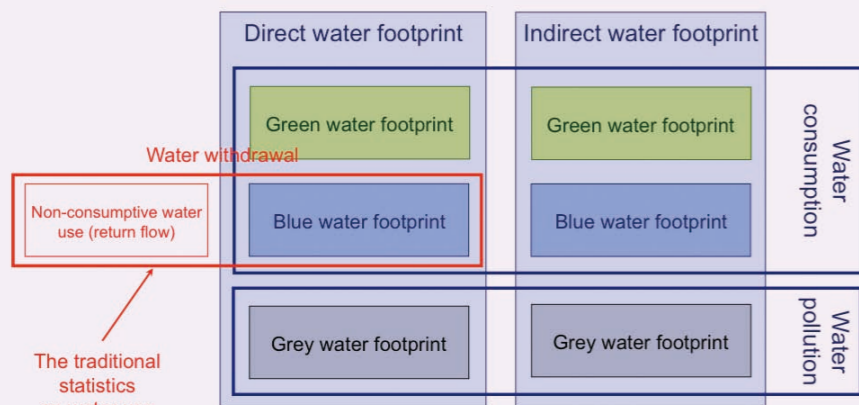 Direct water footprint
Indirect water footprint
Green water footprint
Green water footprint
Water withdrawal
Non-consumptive water
use (return flow)
Blue water footprint
Blue water footprint
Water
consumption
Grey water footprint
Grey water footprint
Water
pollution
The traditional
statistics